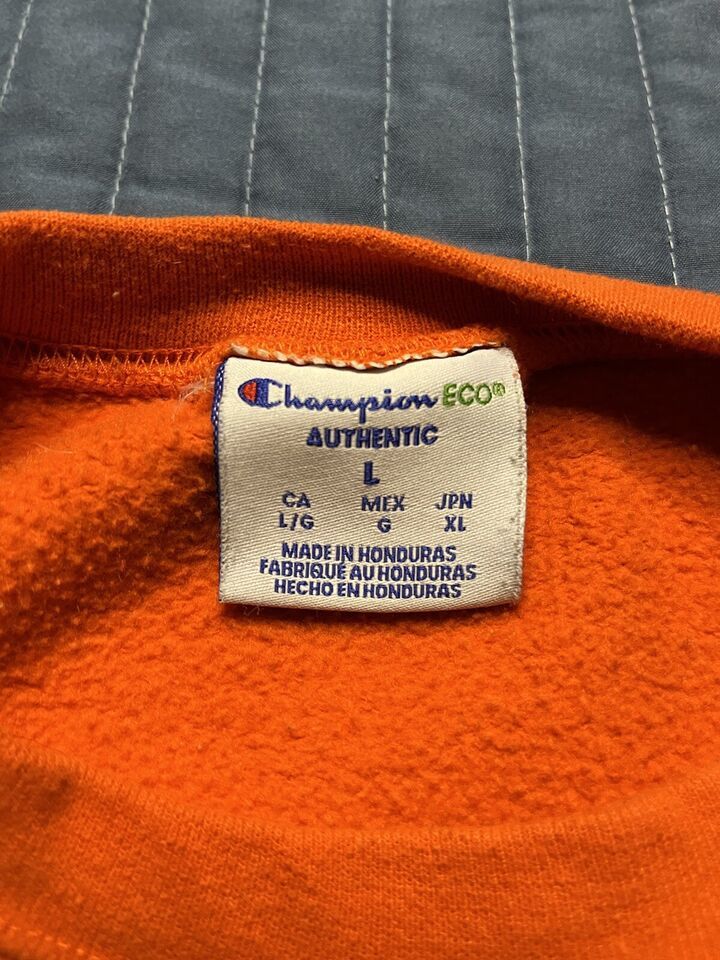 Champion ECO®
AUTHENTIC
L
CA MEX JPN
L/G G XL
MADE IN HONDURAS
FABRIQUÉ AU HONDURAS
HECHO EN HONDURAS